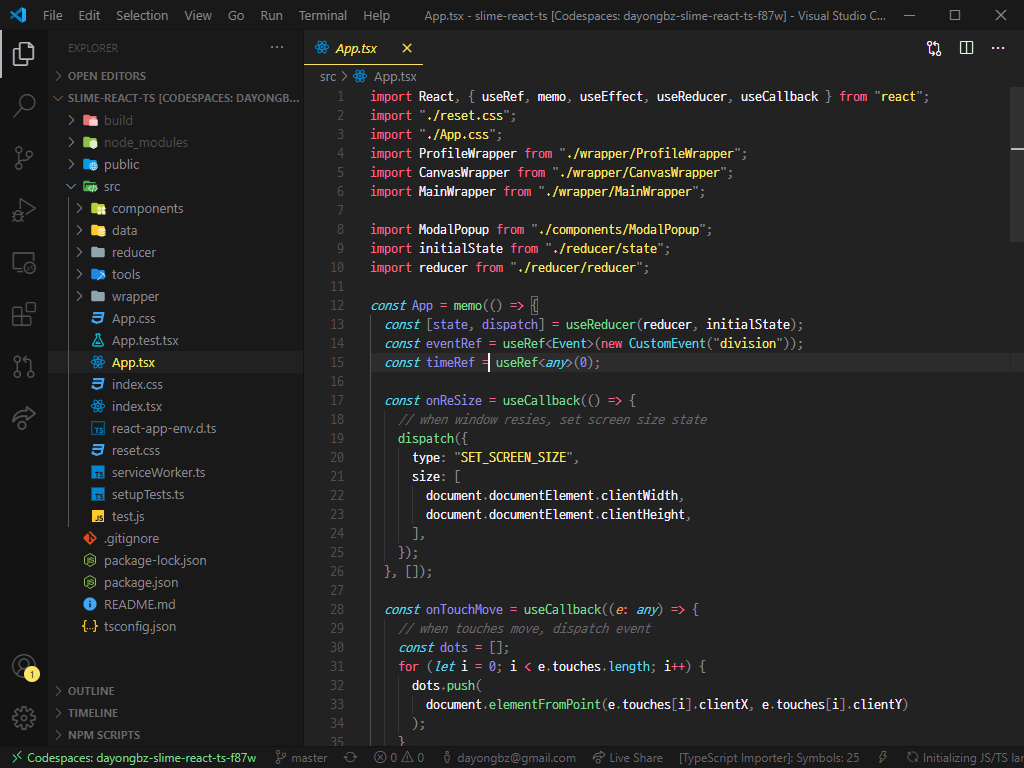 File Edit Selection View Go Run Terminal Help App.tsx - slime-react-ts [Codespaces: dayongbz-slime-react-ts-f87w] - Visual Studio C...
EXPLORER
OPEN EDITORS
SLIME-REACT-TS [CODESPACES: DAYONGB...
build
node_modules
public
src
components
data
reducer
tools
wrapper
App.css
App.test.tsx
App.tsx
index.css
index.tsx
react-app-env.d.ts
reset.css
serviceWorker.ts
setupTests.ts
test.js
.gitignore
package-lock.json
package.json
README.md
tsconfig.json
OUTLINE
TIMELINE
NPM SCRIPTS
1
App.tsx
src > App.tsx
1 import React, { useRef, memo, useEffect, useReducer, useCallback } from "react";
2 import "./reset.css";
3 import "./App.css";
4 import ProfileWrapper from "./wrapper/ProfileWrapper";
5 import CanvasWrapper from "./wrapper/CanvasWrapper";
6 import MainWrapper from "./wrapper/MainWrapper";
7
8 import ModalPopup from "./components/ModalPopup";
9 import initialState from "./reducer/state";
10 import reducer from "./reducer/reducer";
11
12 const App = memo(() => {
13 const [state, dispatch] = useReducer(reducer, initialState);
14 const eventRef = useRef<Event>(new CustomEvent("division"));
15 const timeRef = useRef<any>(0);
16
17 const onReSize = useCallback(() => {
18 // when window resies, set screen size state
19 dispatch({
20 type: "SET_SCREEN_SIZE",
21 size: [
22 document.documentElement.clientWidth,
23 document.documentElement.clientHeight,
24 ],
25 });
26 }, []);
27
28 const onTouchMove = useCallback((e: any) => {
29 // when touches move, dispatch event
30 const dots = [];
31 for (let i = 0; i < e.touches.length; i++) {
32 dots.push(
33 document.elementFromPoint(e.touches[i].clientX, e.touches[i].clientY)
34 );
35 }
Codespaces: dayongbz-slime-react-ts-f87w master 0 0 dayongbz@gmail.com Live Share [TypeScript Importer]: Symbols: 25 Initializing JS/TS lan